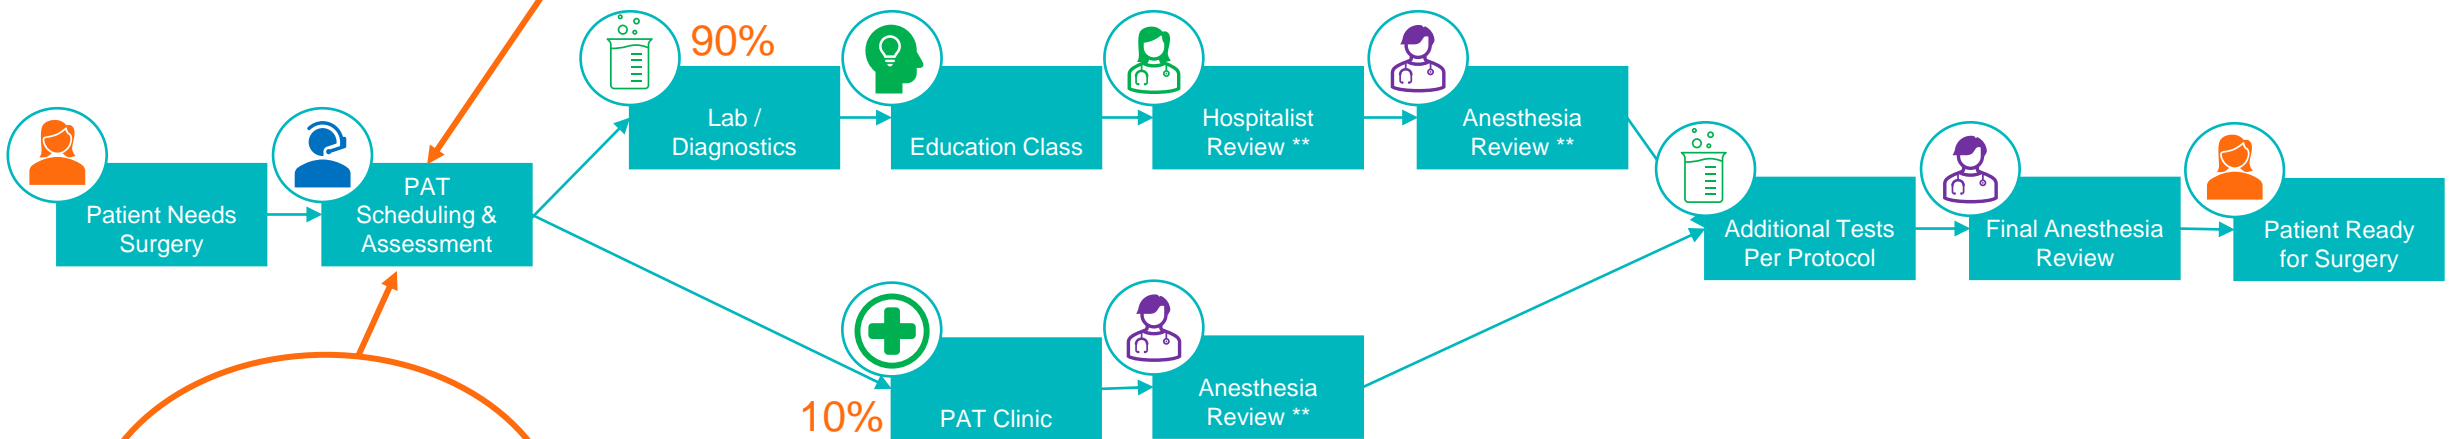 Patient Needs
Surgery
PAT
Scheduling &
Assessment
90%
Lab /
Diagnostics
Education Class
Hospitalist
Review **
Anesthesia
Review **
10%
PAT Clinic
Anesthesia
Review **
Additional Tests
Per Protocol
Final Anesthesia
Review
Patient Ready
for Surgery